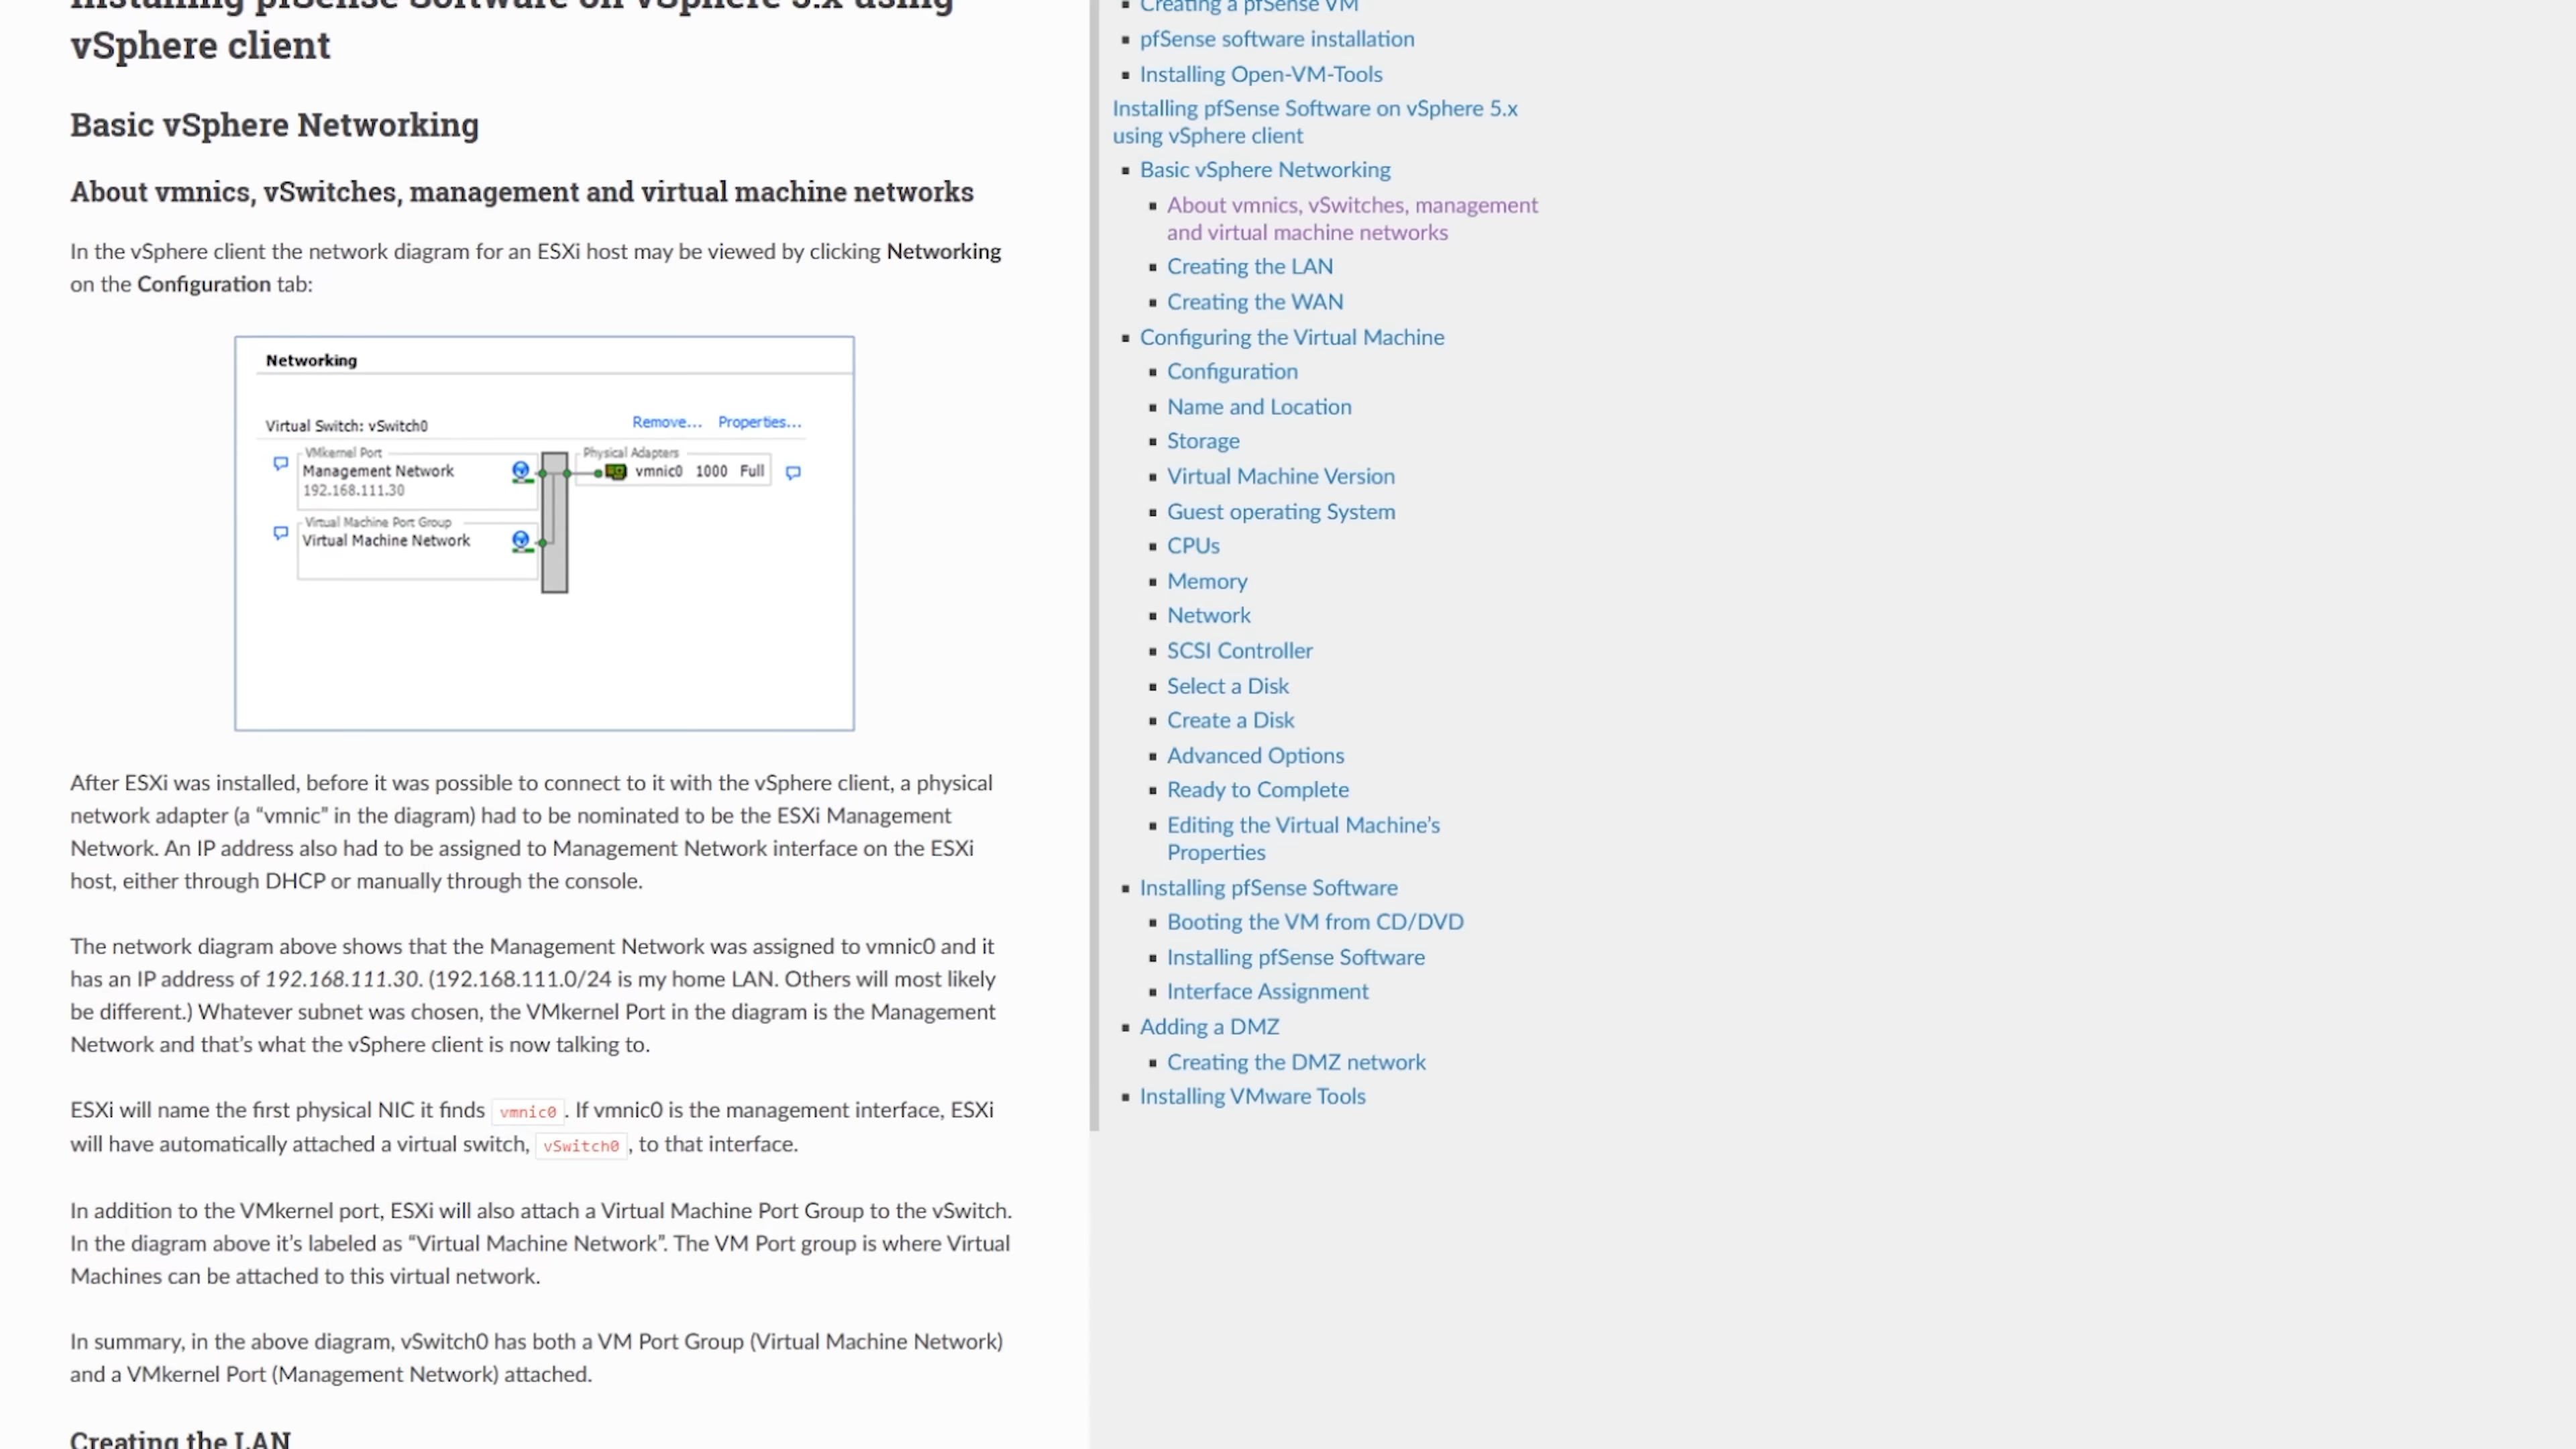 Installing pfSense Software on vSphere 5.x using
vSphere client
Basic vSphere Networking
About vmnics, vSwitches, management and virtual machine networks
In the vSphere client the network diagram for an ESXi host may be viewed by clicking Networking
on the Configuration tab:
Networking
Virtual Switch: vSwitch0
Remove... Properties...
VMkernel Port
Management Network
192.168.111.30
Physical Adapters
vmnic0 1000 Full
Virtual Machine Port Group
Virtual Machine Network
After ESXi was installed, before it was possible to connect to it with the vSphere client, a physical
network adapter (a “vmnic” in the diagram) had to be nominated to be the ESXi Management
Network. An IP address also had to be assigned to Management Network interface on the ESXi
host, either through DHCP or manually through the console.
The network diagram above shows that the Management Network was assigned to vmnic0 and it
has an IP address of 192.168.111.30. (192.168.111.0/24 is my home LAN. Others will most likely
be different.) Whatever subnet was chosen, the VMkernel Port in the diagram is the Management
Network and that’s what the vSphere client is now talking to.
ESXi will name the first physical NIC it finds vmnic0 . If vmnic0 is the management interface, ESXi
will have automatically attached a virtual switch, vSwitch0 , to that interface.
In addition to the VMkernel port, ESXi will also attach a Virtual Machine Port Group to the vSwitch.
In the diagram above it’s labeled as “Virtual Machine Network”. The VM Port group is where Virtual
Machines can be attached to this virtual network.
In summary, in the above diagram, vSwitch0 has both a VM Port Group (Virtual Machine Network)
and a VMkernel Port (Management Network) attached.
Creating the LAN
Creating a pfSense VM
pfSense software installation
Installing Open-VM-Tools
Installing pfSense Software on vSphere 5.x
using vSphere client
Basic vSphere Networking
About vmnics, vSwitches, management
and virtual machine networks
Creating the LAN
Creating the WAN
Configuring the Virtual Machine
Configuration
Name and Location
Storage
Virtual Machine Version
Guest operating System
CPUs
Memory
Network
SCSI Controller
Select a Disk
Create a Disk
Advanced Options
Ready to Complete
Editing the Virtual Machine’s
Properties
Installing pfSense Software
Booting the VM from CD/DVD
Installing pfSense Software
Interface Assignment
Adding a DMZ
Creating the DMZ network
Installing VMware Tools